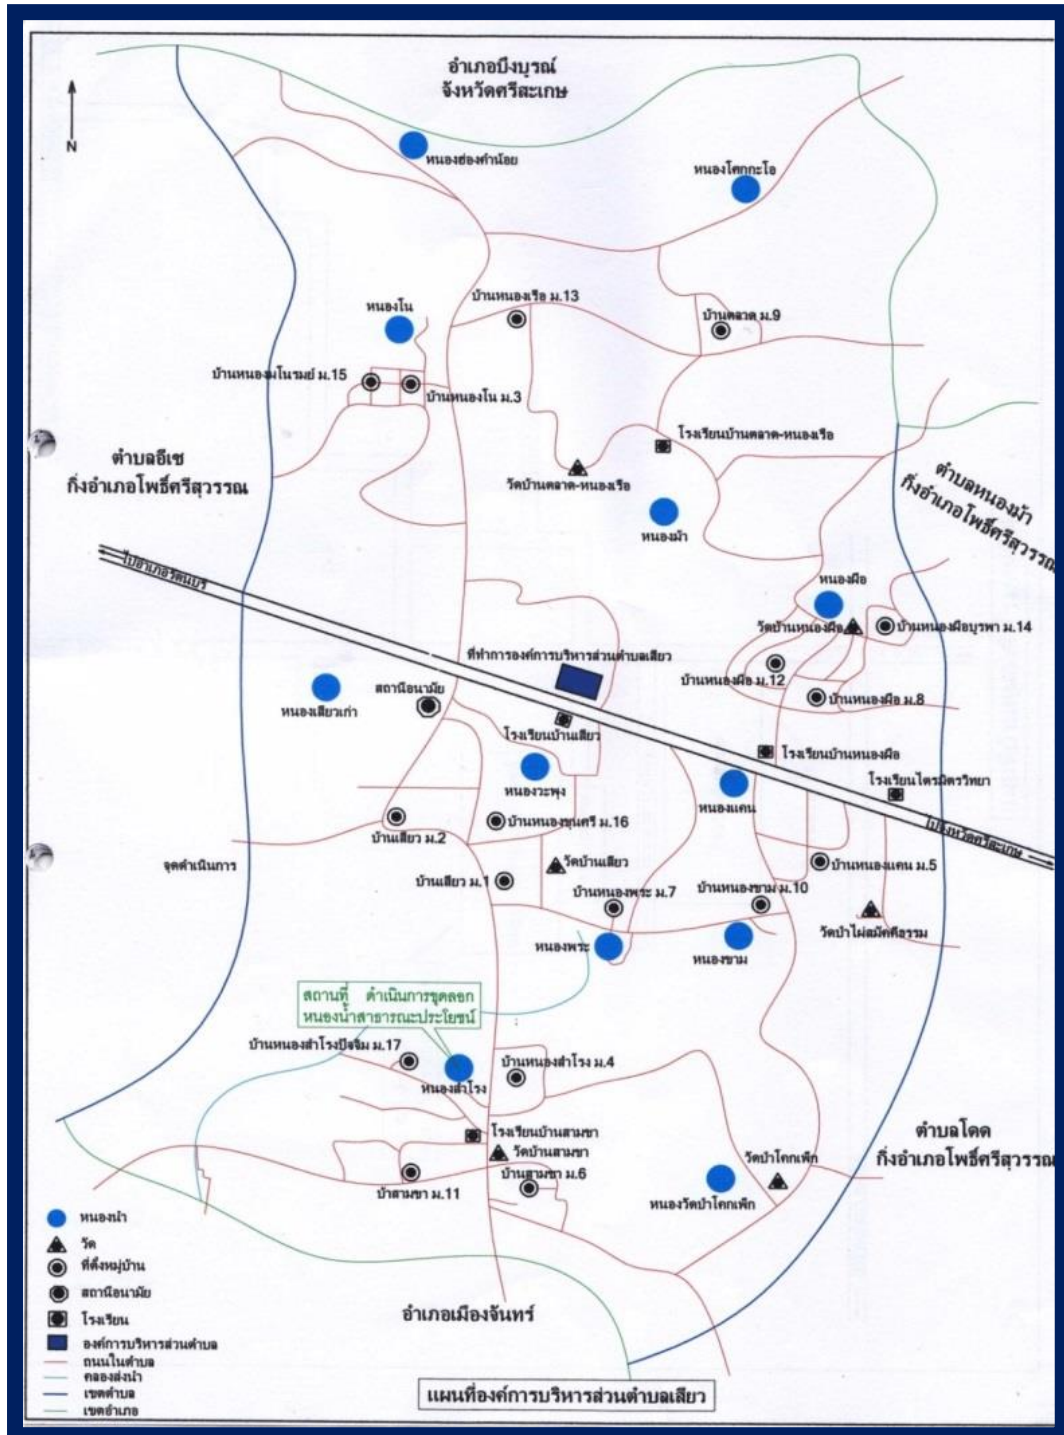 อำเภอบึงบูรณ์
จังหวัดศรีสะเกษ
N
หนองฮ่องคำน้อย
หนองโคกกะโอ
บ้านหนองเรือ ม.13
หนองโน
บ้านตลาด ม.9
บ้านหนองมโนรมย์ ม.15
บ้านหนองโน ม.3
โรงเรียนบ้านตลาด-หนองเรือ
ตำบลอีเซ
กิ่งอำเภอโพธิ์ศรีสุวรรณ
วัดบ้านตลาด-หนองเรือ
ตำบลหนองม้า
กิ่งอำเภอโพธิ์ศรีสุวรรณ
หนองม้า
ไปอำเภอรัตนบุรี
หนองผือ
วัดบ้านหนองผือ
บ้านหนองผือบูรพา ม.14
ที่ทำการองค์การบริหารส่วนตำบลเสียว
บ้านหนองผือ ม.12
สถานีอนามัย
หนองเสียวเก่า
บ้านหนองผือ ม.8
โรงเรียนบ้านเสียว
โรงเรียนบ้านหนองผือ
โรงเรียนไตรมิตรวิทยา
หนองวะพุง
หนองแคน
บ้านเสียว ม.2
บ้านหนองขุนศรี ม.16
ไปจังหวัดศรีสะเกษ
จุดดำเนินการ
วัดบ้านเสียว
บ้านหนองแคน ม.5
บ้านเสียว ม.1
บ้านหนองพระ ม.7
บ้านหนองขาม ม.10
วัดป่าไผ่สมัคคีธรรม
หนองพระ
หนองขาม
สถานที่ ดำเนินการขุดลอก
หนองน้ำสาธารณะประโยชน์
บ้านหนองสำโรงปัจจิม ม.17
บ้านหนองสำโรง ม.4
หนองสำโรง
โรงเรียนบ้านสามขา
วัดบ้านสามขา
ตำบลโดด
กิ่งอำเภอโพธิ์ศรีสุวรรณ
วัดป่าโคกเพ็ก
บ้าสามขา ม.11
บ้านสามขา ม.6
หนองวัดป่าโคกเพ็ก
หนองน้ำ
วัด
ที่ตั้งหมู่บ้าน
สถานีอนามัย
โรงเรียน
องค์การบริหารส่วนตำบล
ถนนในตำบล
คลองส่งน้ำ
เขตตำบล
เขตอำเภอ
อำเภอเมืองจันทร์
แผนที่องค์การบริหารส่วนตำบลเสียว